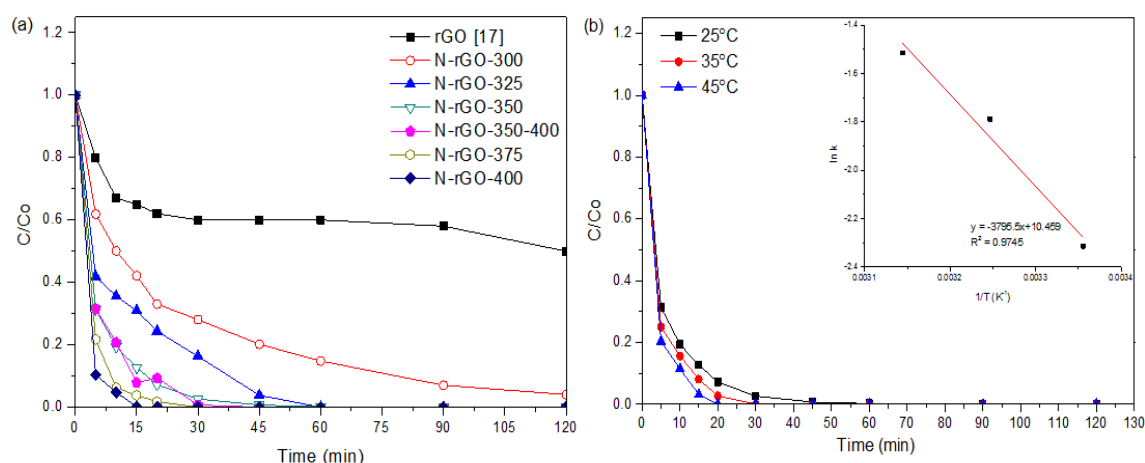 (a)
1.2
1.0
0.8
0.6
0.4
0.2
0.0
C/Co
0 15 30 45 60 75 90 105 120
Time (min)
rGO [17]
N-rGO-300
N-rGO-325
N-rGO-350
N-rGO-350-400
N-rGO-375
N-rGO-400
(b)
1.2
1.0
0.8
0.6
0.4
0.2
0.0
C/Co
0 10 20 30 40 50 60 70 80 90 100 110 120 130
Time (min)
25°C
35°C
45°C
-1.4
-1.6
-1.8
-2.0
-2.2
-2.4
ln k
0.0031 0.0032 0.0033 0.0034
1/T (K⁻¹)
y = -3795.5x+10.459
R² = 0.9745